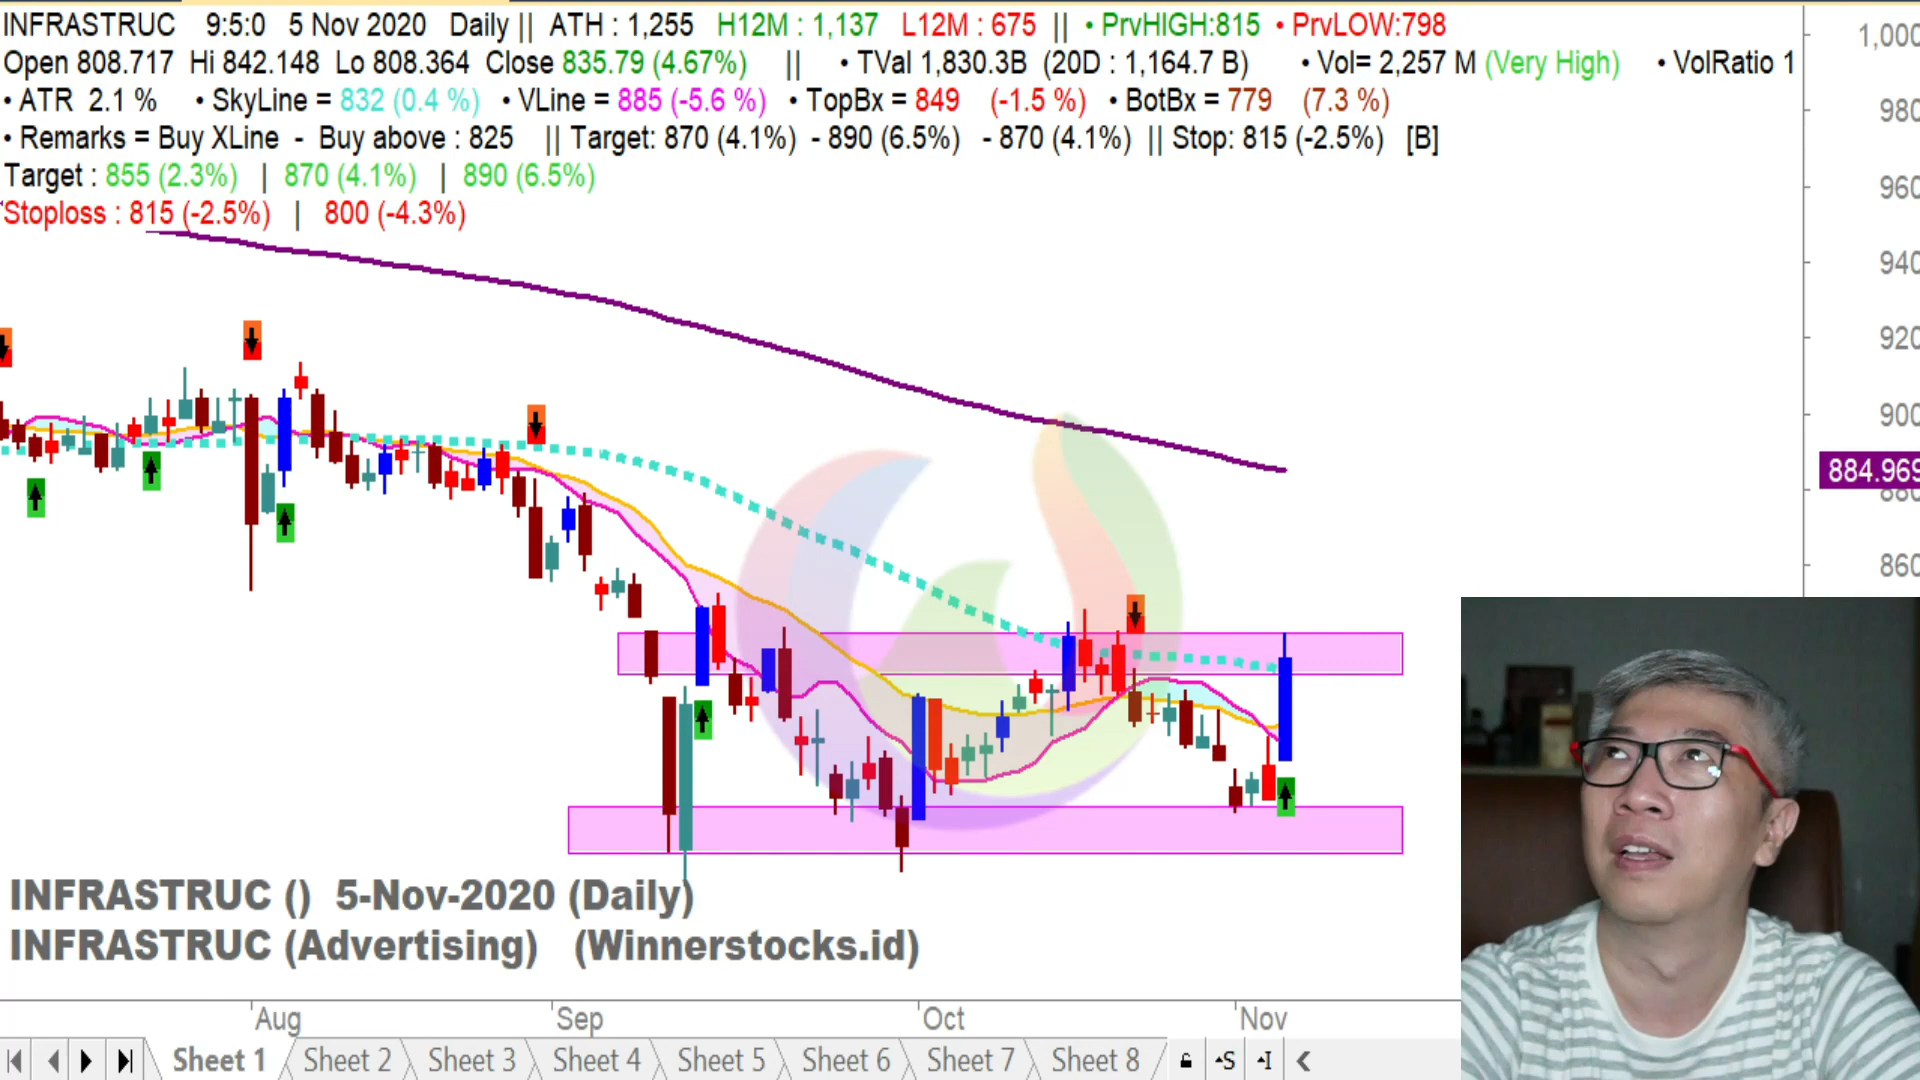 INFRASTRUC 9:5:0 5 Nov 2020 Daily || ATH : 1,255 H12M : 1,137 L12M : 675 || • PrvHIGH:815 • PrvLOW:798
Open 808.717 Hi 842.148 Lo 808.364 Close 835.79 (4.67%) || • TVal 1,830.3B (20D : 1,164.7 B) • Vol= 2,257 M (Very High) • VolRatio 1
• ATR 2.1 % • SkyLine = 832 (0.4 %) • VLine = 885 (-5.6 %) • TopBx = 849 (-1.5 %) • BotBx = 779 (7.3 %)
• Remarks = Buy XLine - Buy above : 825 || Target: 870 (4.1%) - 890 (6.5%) - 870 (4.1%) || Stop: 815 (-2.5%) [B]
Target : 855 (2.3%) | 870 (4.1%) | 890 (6.5%)
Stoploss : 815 (-2.5%) | 800 (-4.3%)
1,000
980
960
940
920
900
884.969
880
860
INFRASTRUC () 5-Nov-2020 (Daily)
INFRASTRUC (Advertising) (Winnerstocks.id)
Aug Sep Oct Nov
Sheet 1 Sheet 2 Sheet 3 Sheet 4 Sheet 5 Sheet 6 Sheet 7 Sheet 8 S I